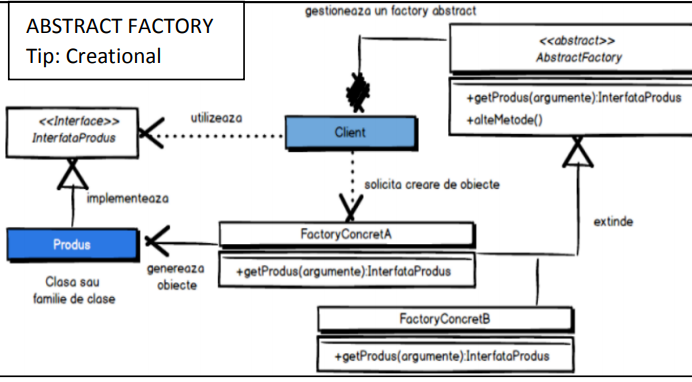 ABSTRACT FACTORY
Tip: Creational
gestioneaza un factory abstract
<<abstract>>
AbstractFactory
+getProdus(argumente):InterfataProdus
+alteMetode()
<<Interface>>
InterfataProdus
utilizeaza
Client
solicita creare de obiecte
implementeaza
extinde
Produs
genereaza
obiecte
Clasa sau
familie de clase
FactoryConcretA
+getProdus(argumente):InterfataProdus
FactoryConcretB
+getProdus(argumente):InterfataProdus